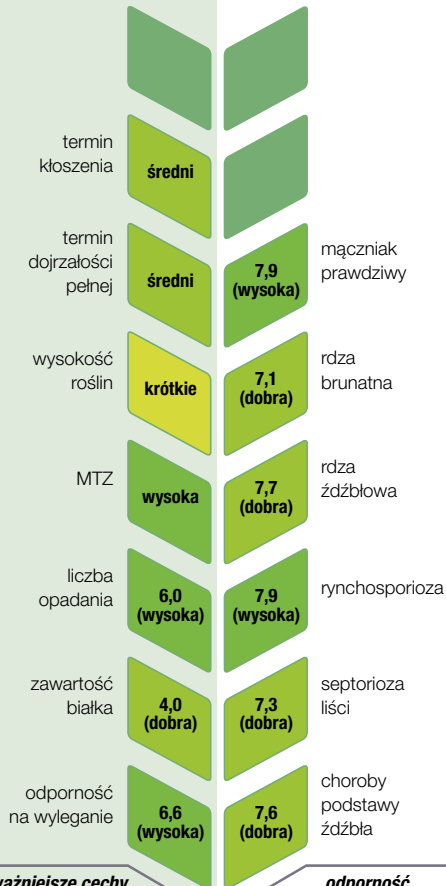 termin
kłoszenia
średni
termin
dojrzałości
pełnej
średni
7,9
(wysoka)
mączniak
prawdziwy
wysokość
roślin
krótkie
7,1
(dobra)
rdza
brunatna
MTZ
wysoka
7,7
(dobra)
rdza
źdźbłowa
liczba
opadania
6,0
(wysoka)
7,9
(wysoka)
rynchosporioza
zawartość
białka
4,0
(dobra)
7,3
(dobra)
septorioza
liści
odporność
na wyleganie
6,6
(wysoka)
7,6
(dobra)
choroby
podstawy
źdźbła
ważniejsze cechy
odporność